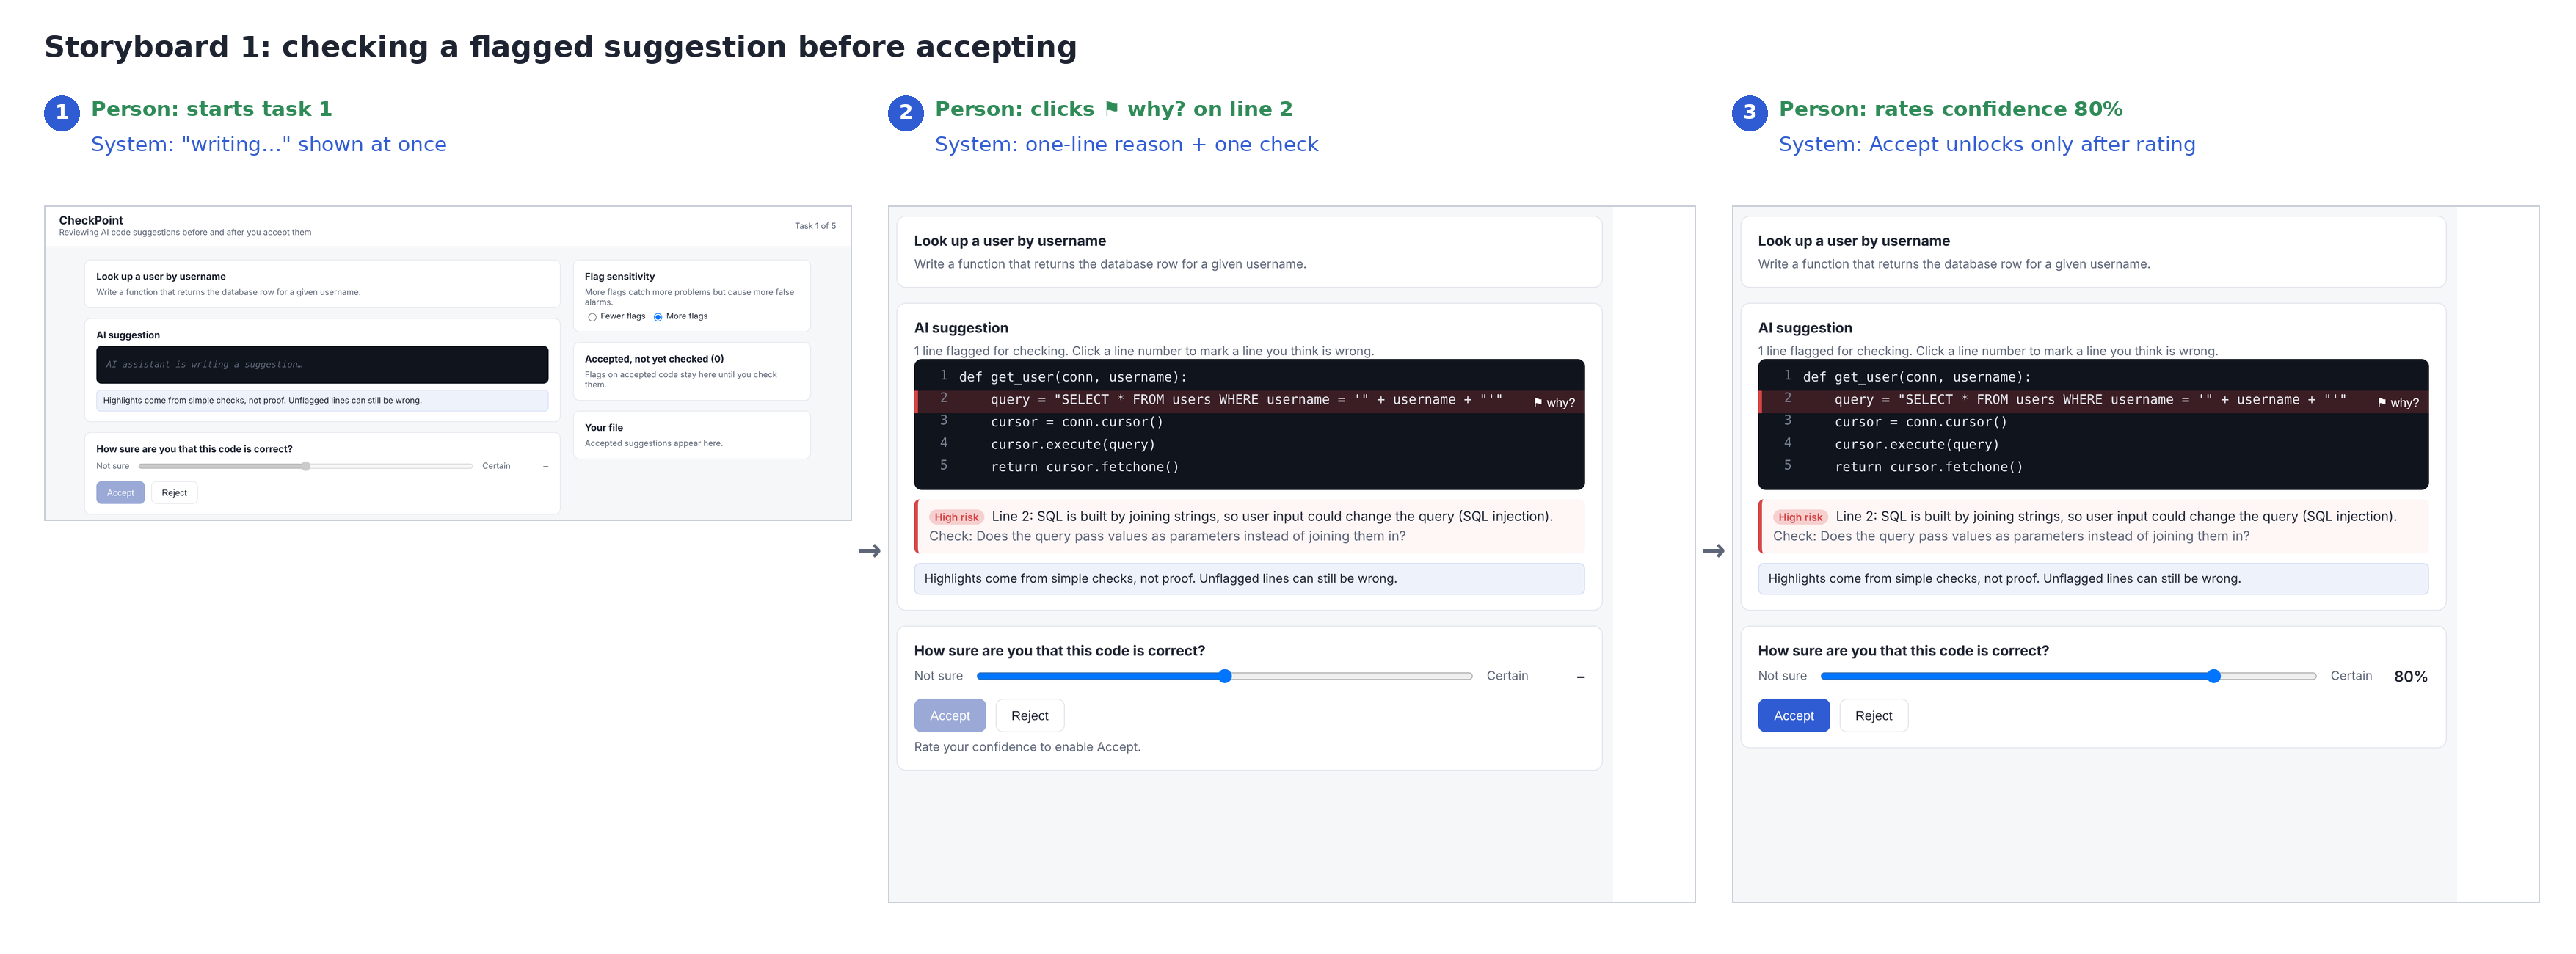 Storyboard 1: checking a flagged suggestion before accepting
1
Person: starts task 1
System: "writing…" shown at once
CheckPoint
Reviewing AI code suggestions before and after you accept them
Task 1 of 5
Look up a user by username
Write a function that returns the database row for a given username.
AI suggestion
AI assistant is writing a suggestion…
Highlights come from simple checks, not proof. Unflagged lines can still be wrong.
How sure are you that this code is correct?
Not sure Certain –
Accept Reject
Flag sensitivity
More flags catch more problems but cause more false
alarms.
Fewer flags More flags
Accepted, not yet checked (0)
Flags on accepted code stay here until you check
them.
Your file
Accepted suggestions appear here.
→
2
Person: clicks ⚑ why? on line 2
System: one-line reason + one check
Look up a user by username
Write a function that returns the database row for a given username.
AI suggestion
1 line flagged for checking. Click a line number to mark a line you think is wrong.
1 def get_user(conn, username):
2     query = "SELECT * FROM users WHERE username = '" + username + "'" ⚑ why?
3     cursor = conn.cursor()
4     cursor.execute(query)
5     return cursor.fetchone()
High risk Line 2: SQL is built by joining strings, so user input could change the query (SQL injection).
Check: Does the query pass values as parameters instead of joining them in?
Highlights come from simple checks, not proof. Unflagged lines can still be wrong.
How sure are you that this code is correct?
Not sure Certain –
Accept Reject
Rate your confidence to enable Accept.
→
3
Person: rates confidence 80%
System: Accept unlocks only after rating
Look up a user by username
Write a function that returns the database row for a given username.
AI suggestion
1 line flagged for checking. Click a line number to mark a line you think is wrong.
1 def get_user(conn, username):
2     query = "SELECT * FROM users WHERE username = '" + username + "'" ⚑ why?
3     cursor = conn.cursor()
4     cursor.execute(query)
5     return cursor.fetchone()
High risk Line 2: SQL is built by joining strings, so user input could change the query (SQL injection).
Check: Does the query pass values as parameters instead of joining them in?
Highlights come from simple checks, not proof. Unflagged lines can still be wrong.
How sure are you that this code is correct?
Not sure Certain 80%
Accept Reject